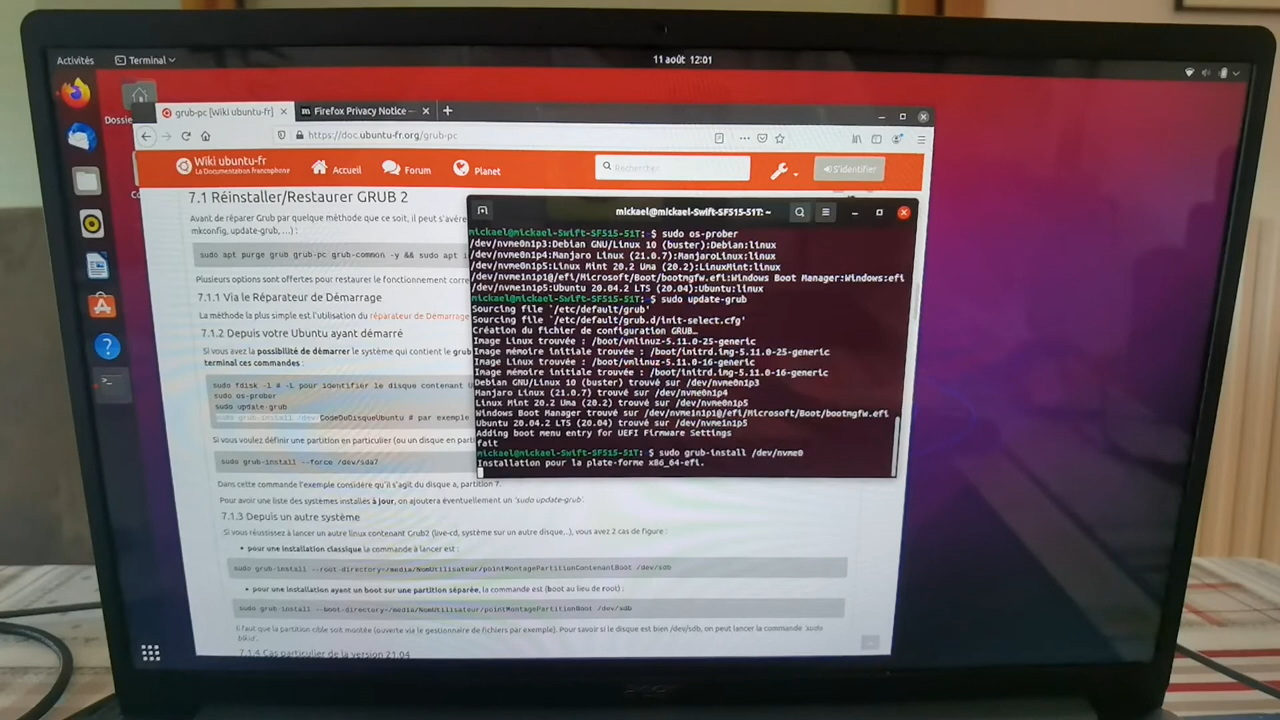 Activités
Terminal
11 août 12:01
grub-pc [Wiki ubuntu-fr]
Firefox Privacy Notice —
https://doc.ubuntu-fr.org/grub-pc
Wiki ubuntu-fr
La Documentation francophone
Accueil
Forum
Planet
Rechercher
S'identifier
Dossie
7.1 Réinstaller/Restaurer GRUB 2
Avant de réparer Grub par quelque méthode que ce soit, il peut s'avére
mkconfig, update-grub, ...) :
sudo apt purge grub grub-pc grub-common -y && sudo apt i
Plusieurs options sont offertes pour restaurer le fonctionnement corre
7.1.1 Via le Réparateur de Démarrage
La méthode la plus simple est l'utilisation du réparateur de Démarrage
7.1.2 Depuis votre Ubuntu ayant démarré
Si vous avez la possibilité de démarrer le système qui contient le grub
terminal ces commandes :
sudo fdisk -l # -L pour identifier le disque contenant U
sudo os-prober
sudo update-grub
sudo grub-install /dev/CodeDuDisqueUbuntu # par exemple
Si vous voulez définir une partition en particulier (ou un disque en part
sudo grub-install --force /dev/sda7
Dans cette commande l'exemple considère qu'il s'agit du disque a, partition 7.
Pour avoir une liste des systèmes installés à jour, on ajoutera éventuellement un 'sudo update-grub'.
7.1.3 Depuis un autre système
Si vous réussissez à lancer un autre linux contenant Grub2 (live-cd, système sur un autre disque...), vous avez 2 cas de figure :
• pour une installation classique la commande à lancer est :
sudo grub-install --root-directory=/media/NomUtilisateur/pointMontagePartitionContenantBoot /dev/sdb
• pour une installation ayant un boot sur une partition séparée, la commande est (boot au lieu de root) :
sudo grub-install --boot-directory=/media/NomUtilisateur/pointMontagePartitionBoot /dev/sdb
Il faut que la partition cible soit montée (ouverte via le gestionnaire de fichiers par exemple). Pour savoir si le disque est bien /dev/sdb, on peut lancer la commande 'sudo
blkid'.
7.1.4 Cas particulier de la version 21.04
mickael@mickael-Swift-SF515-51T: ~
mickael@mickael-Swift-SF515-51T:~$ sudo os-prober
/dev/nvme0n1p3:Debian GNU/Linux 10 (buster):Debian:linux
/dev/nvme0n1p4:Manjaro Linux (21.0.7):ManjaroLinux:linux
/dev/nvme0n1p5:Linux Mint 20.2 Uma (20.2):LinuxMint:linux
/dev/nvme1n1p1@/efi/Microsoft/Boot/bootmgfw.efi:Windows Boot Manager:Windows:efi
/dev/nvme1n1p5:Ubuntu 20.04.2 LTS (20.04):Ubuntu:linux
mickael@mickael-Swift-SF515-51T:~$ sudo update-grub
Sourcing file `/etc/default/grub'
Sourcing file `/etc/default/grub.d/init-select.cfg'
Création du fichier de configuration GRUB…
Image Linux trouvée : /boot/vmlinuz-5.11.0-25-generic
Image mémoire initiale trouvée : /boot/initrd.img-5.11.0-25-generic
Image Linux trouvée : /boot/vmlinuz-5.11.0-16-generic
Image mémoire initiale trouvée : /boot/initrd.img-5.11.0-16-generic
Debian GNU/Linux 10 (buster) trouvé sur /dev/nvme0n1p3
Manjaro Linux (21.0.7) trouvé sur /dev/nvme0n1p4
Linux Mint 20.2 Uma (20.2) trouvé sur /dev/nvme0n1p5
Windows Boot Manager trouvé sur /dev/nvme1n1p1@/efi/Microsoft/Boot/bootmgfw.efi
Ubuntu 20.04.2 LTS (20.04) trouvé sur /dev/nvme1n1p5
Adding boot menu entry for UEFI Firmware Settings
fait
mickael@mickael-Swift-SF515-51T:~$ sudo grub-install /dev/nvme0
Installation pour la plate-forme x86_64-efi.